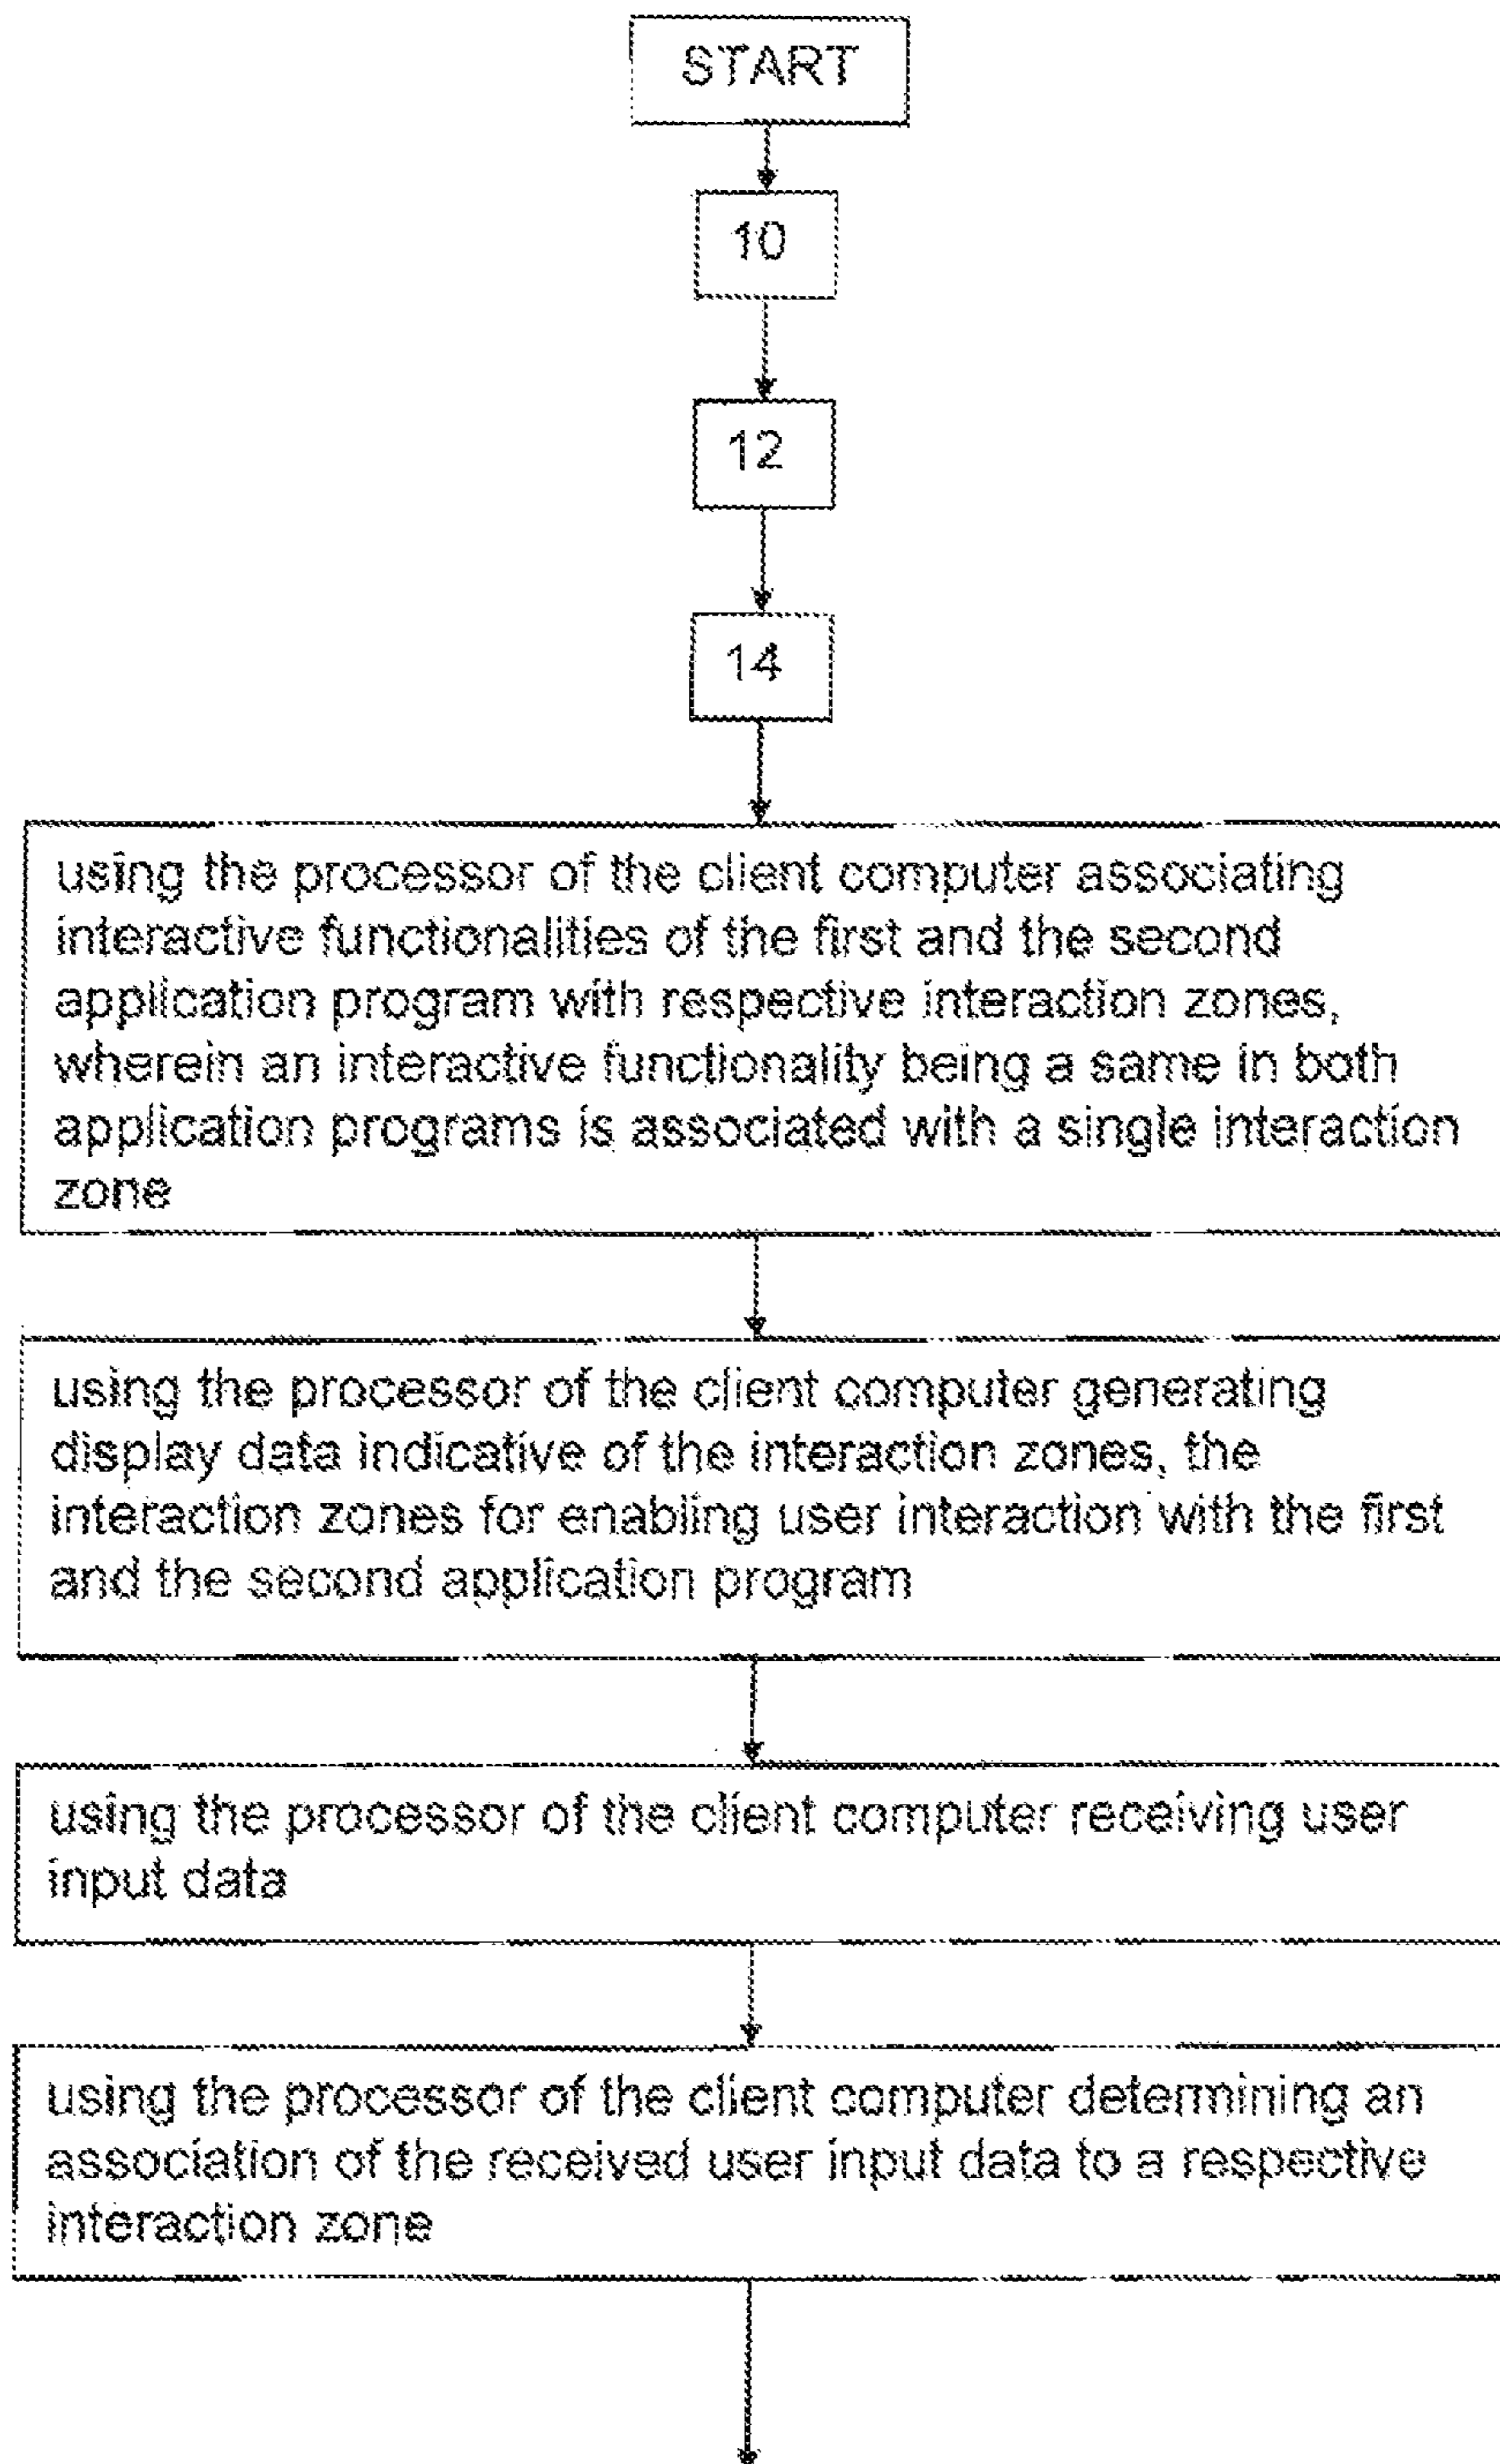 START
10
12
14
using the processor of the client computer associating
interactive functionalities of the first and the second
application program with respective interaction zones,
wherein an interactive functionality being a same in both
application programs is associated with a single interaction
zone
using the processor of the client computer generating
display data indicative of the interaction zones, the
interaction zones for enabling user interaction with the first
and the second application program
using the processor of the client computer receiving user
input data
using the processor of the client computer determining an
association of the received user input data to a respective
interaction zone